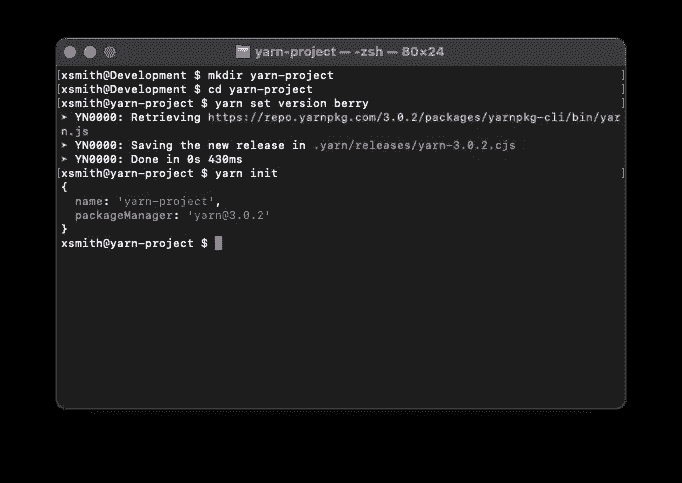 yarn-project — -zsh — 80×24
[xsmith@Development $ mkdir yarn-project ]
[xsmith@Development $ cd yarn-project ]
[xsmith@yarn-project $ yarn set version berry ]
➤ YN0000: Retrieving https://repo.yarnpkg.com/3.0.2/packages/yarnpkg-cli/bin/yar
n.js
➤ YN0000: Saving the new release in .yarn/releases/yarn-3.0.2.cjs
➤ YN0000: Done in 0s 430ms
[xsmith@yarn-project $ yarn init ]
{
  name: 'yarn-project',
  packageManager: 'yarn@3.0.2'
}
xsmith@yarn-project $